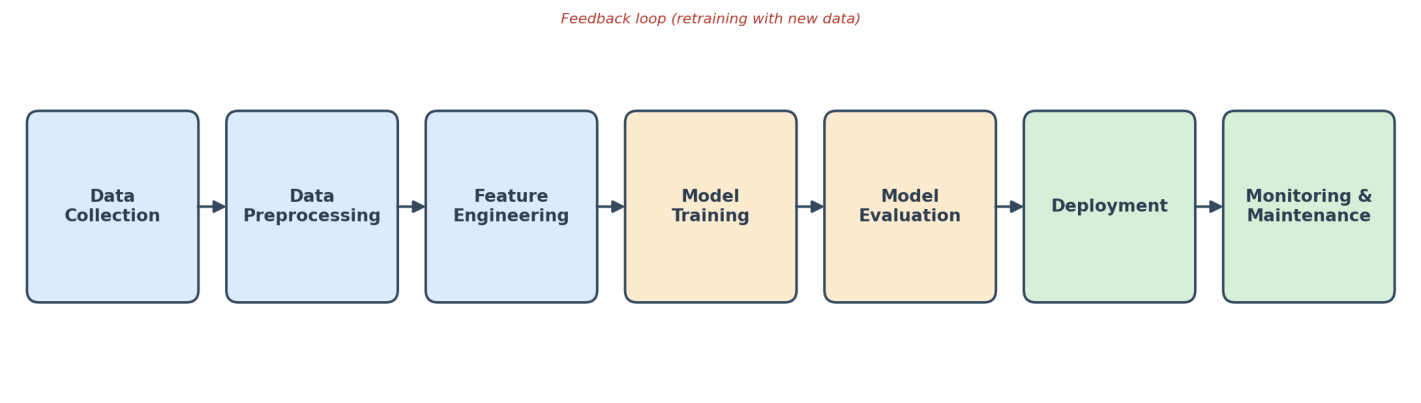 Feedback loop (retraining with new data)
Data
Collection
Data
Preprocessing
Feature
Engineering
Model
Training
Model
Evaluation
Deployment
Monitoring &
Maintenance